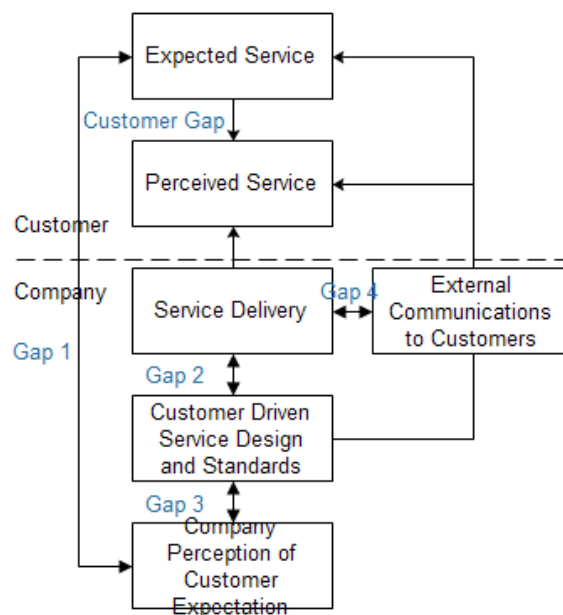 Expected Service
Customer Gap
Perceived Service
Customer
Company
Service Delivery
Gap 4
External
Communications
to Customers
Gap 1
Gap 2
Customer Driven
Service Design
and Standards
Gap 3
Company
Perception of
Customer
Expectation